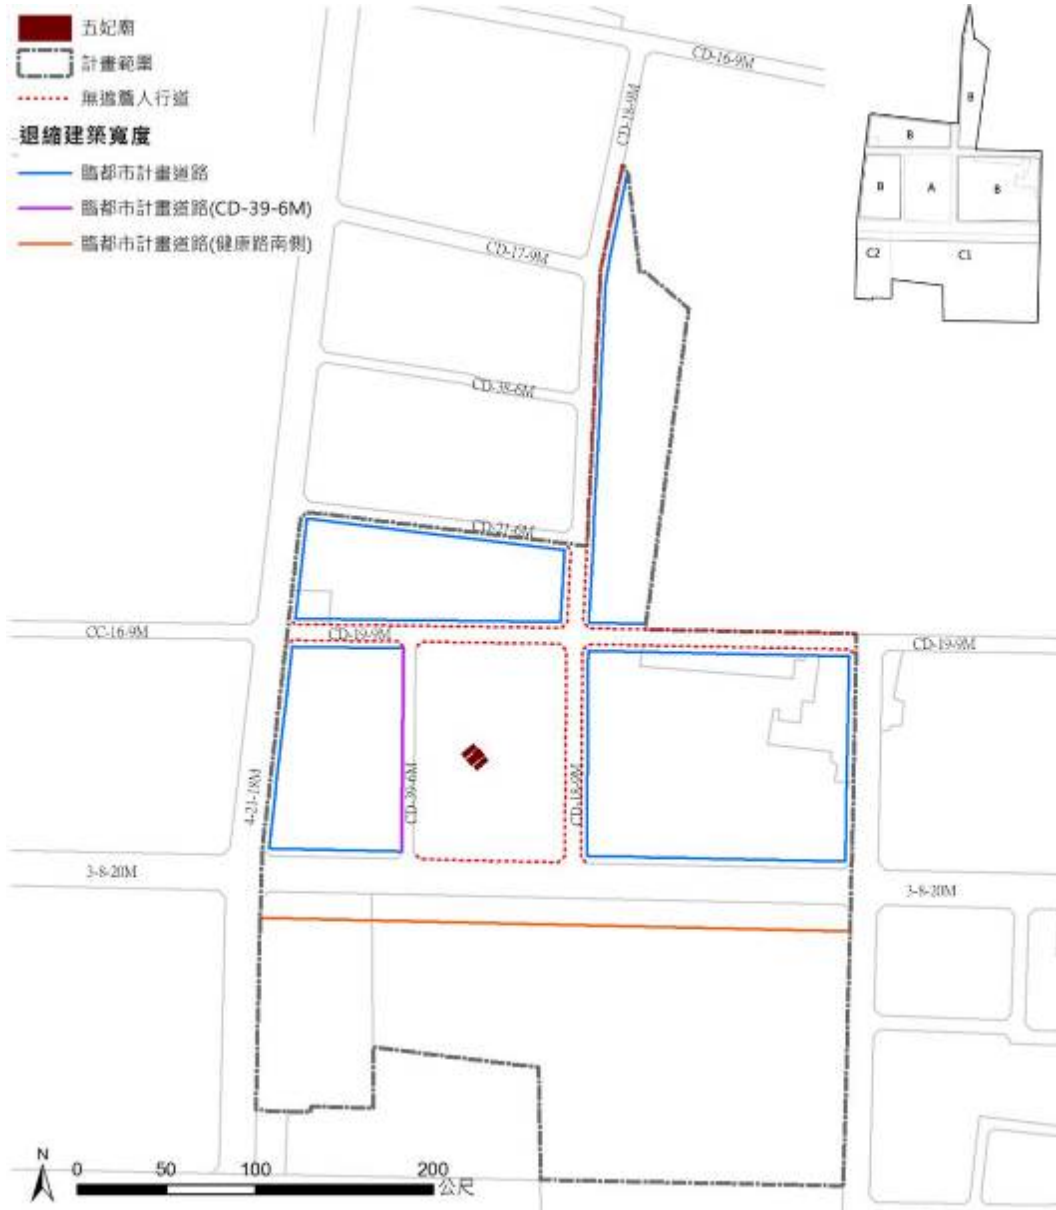 五妃廟
計畫範圍
無遮簷人行道
退縮建築寬度
臨都市計畫道路
臨都市計畫道路(CD-39-6M)
臨都市計畫道路(健康路南側)
CD-16-9M
CD-18-9M
CD-17-9M
CD-38-6M
CD-21-6M
CC-16-9M
CD-19-9M
CD-19-9M
4-23-18M
CD-39-6M
CD-18-9M
3-8-20M
3-8-20M
B
B
B
A
B
C2
C1
N
0 50 100 200
公尺